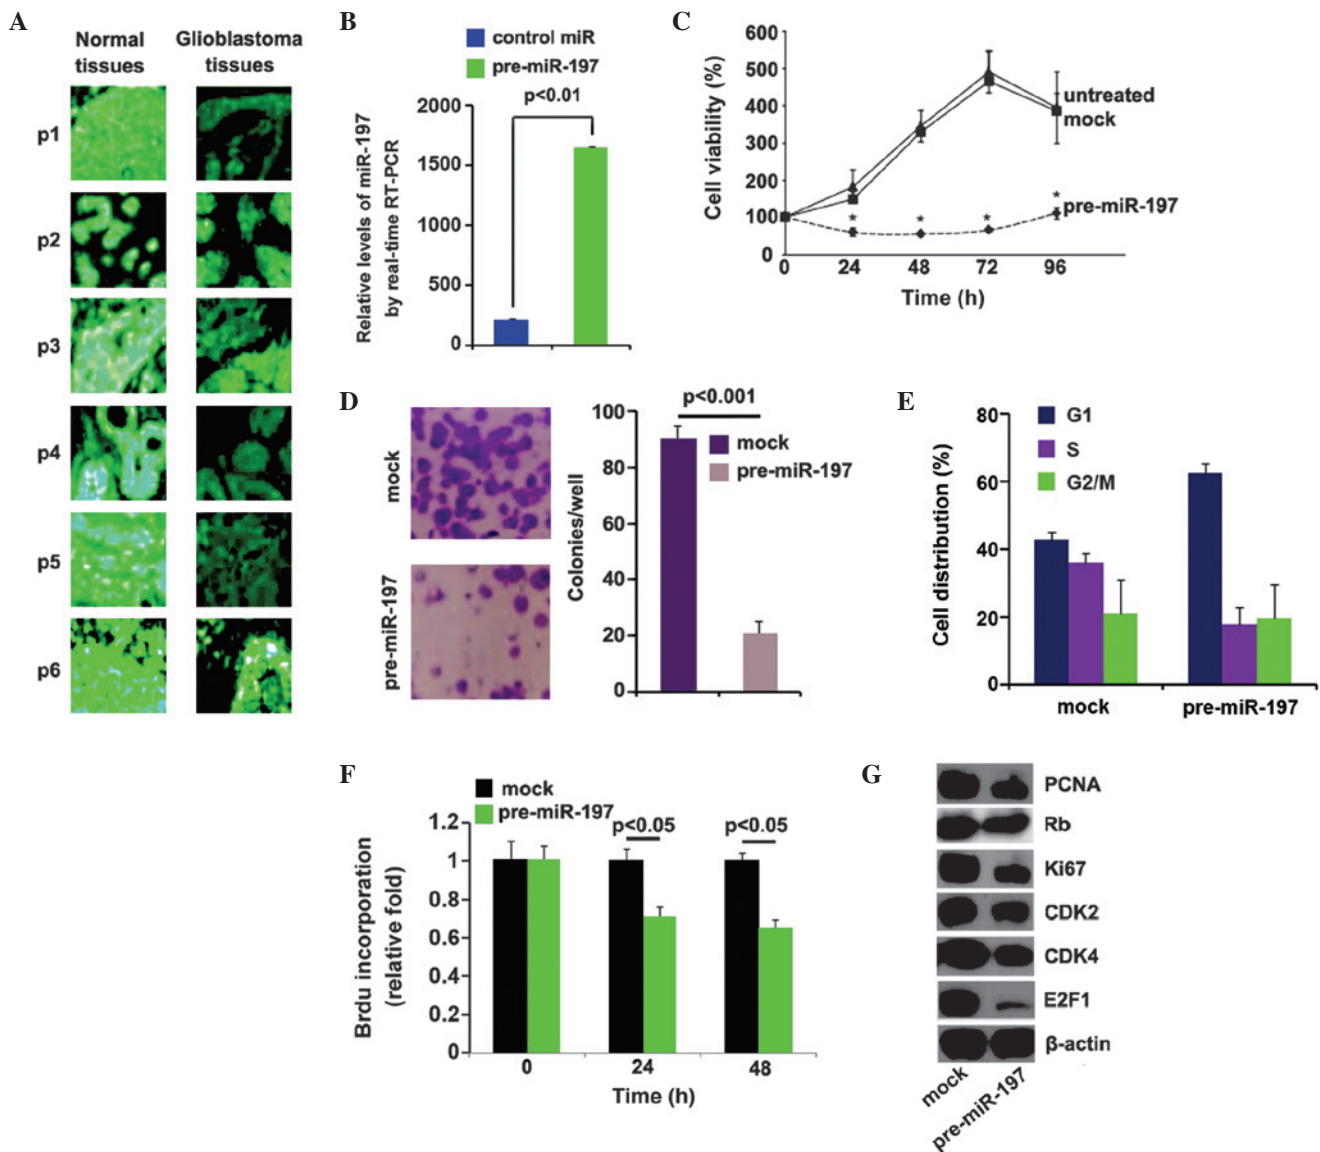 A
Normal tissues
Glioblastoma tissues
p1
p2
p3
p4
p5
p6
B
control miR
pre-miR-197
p<0.01
Relative levels of miR-197
by real-time RT-PCR
2000
1500
1000
500
0
C
Cell viability (%)
600
500
400
300
200
100
0
untreated
mock
pre-miR-197
*
*
*
*
0 24 48 72 96
Time (h)
D
mock
pre-miR-197
p<0.001
mock
pre-miR-197
Colonies/well
100
80
60
40
20
0
E
G1
S
G2/M
Cell distribution (%)
80
60
40
20
0
mock pre-miR-197
F
mock
pre-miR-197
p<0.05 p<0.05
Brdu incorporation
(relative fold)
1.2
1
0.8
0.6
0.4
0.2
0
0 24 48
Time (h)
G
PCNA
Rb
Ki67
CDK2
CDK4
E2F1
β-actin
mock
pre-miR-197